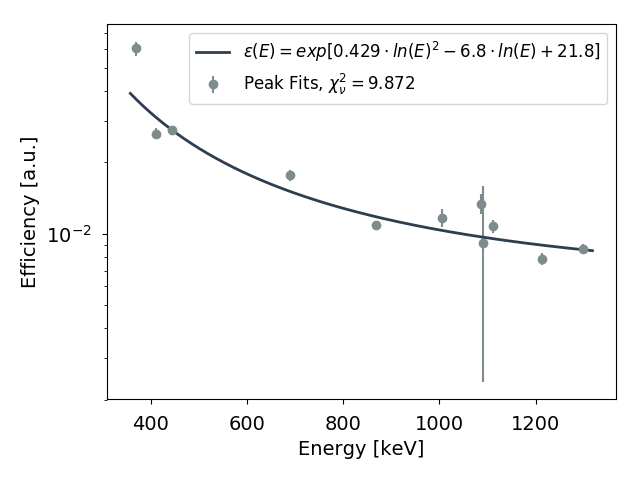 ε(E) = exp[0.429 · ln(E)² − 6.8 · ln(E) + 21.8]
Peak Fits, χ²ᵥ = 9.872
Efficiency [a.u.]
10⁻²
400 600 800 1000 1200
Energy [keV]